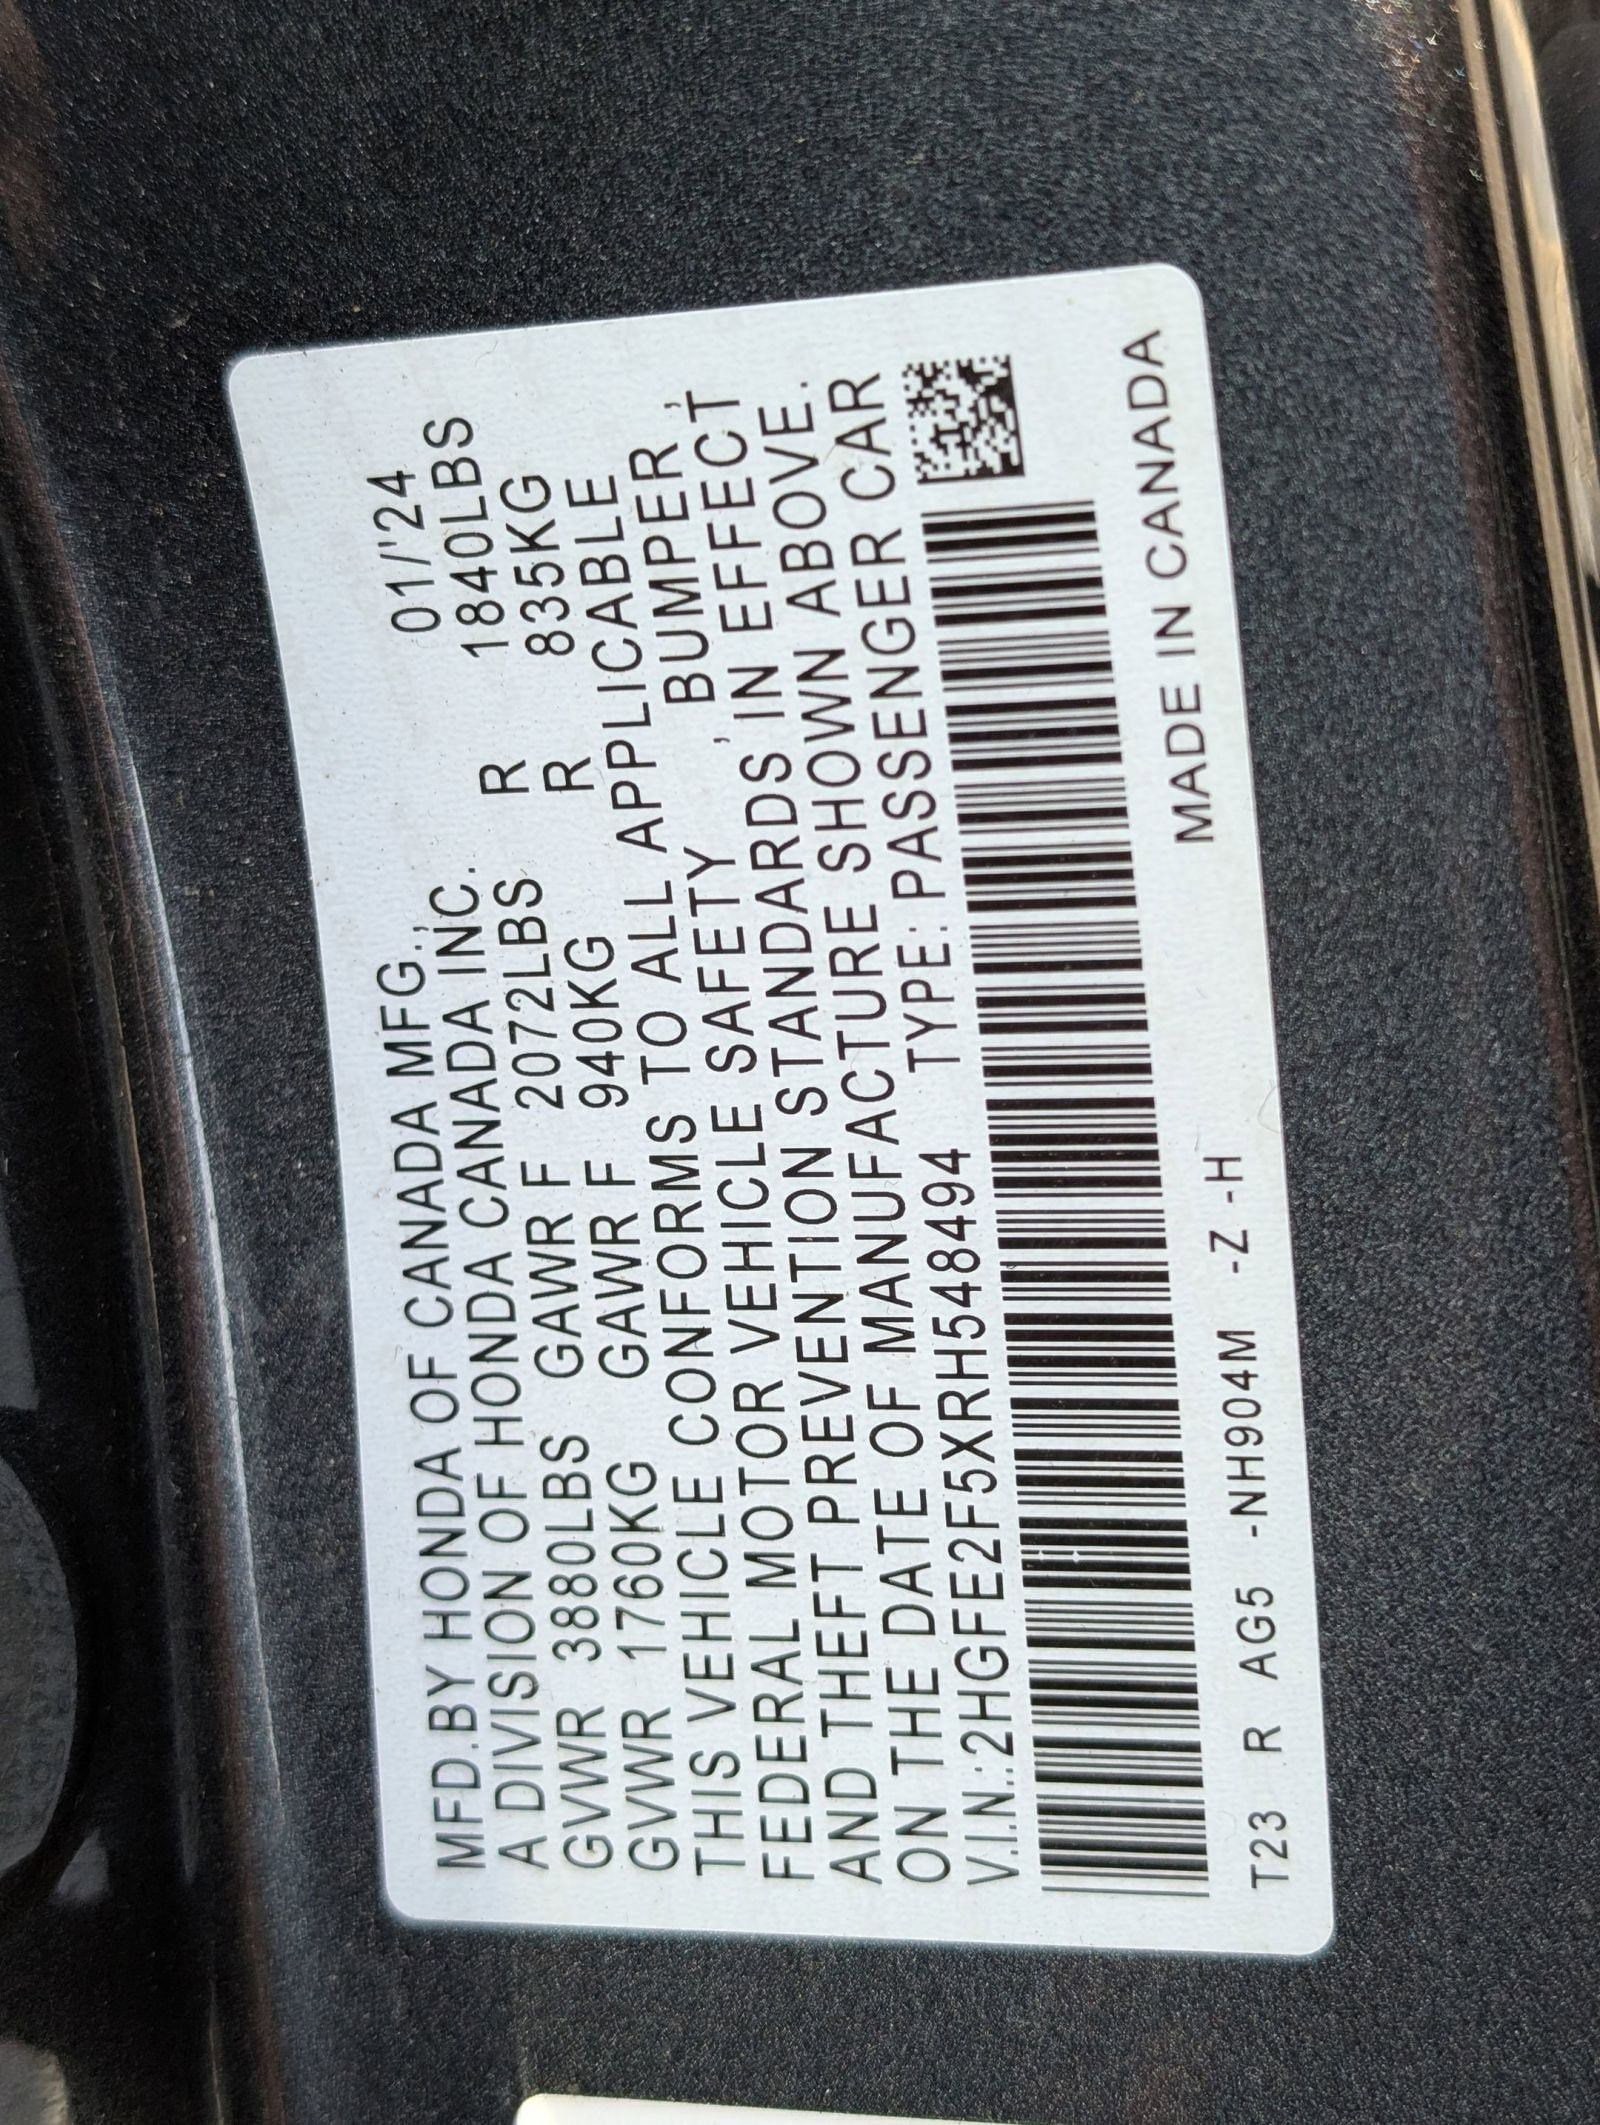 MFD.BY HONDA OF CANADA MFG.,
A DIVISION OF HONDA CANADA INC. 01/'24
GVWR 3880LBS GAWR F 2072LBS R 1840LBS
GVWR 1760KG GAWR F 940KG R 835KG
THIS VEHICLE CONFORMS TO ALL APPLICABLE
FEDERAL MOTOR VEHICLE SAFETY, BUMPER,
AND THEFT PREVENTION STANDARDS IN EFFECT
ON THE DATE OF MANUFACTURE SHOWN ABOVE.
V.I.N.:2HGFE2F5XRH548494 TYPE: PASSENGER CAR
T23 R AG5 -NH904M -Z -H MADE IN CANADA